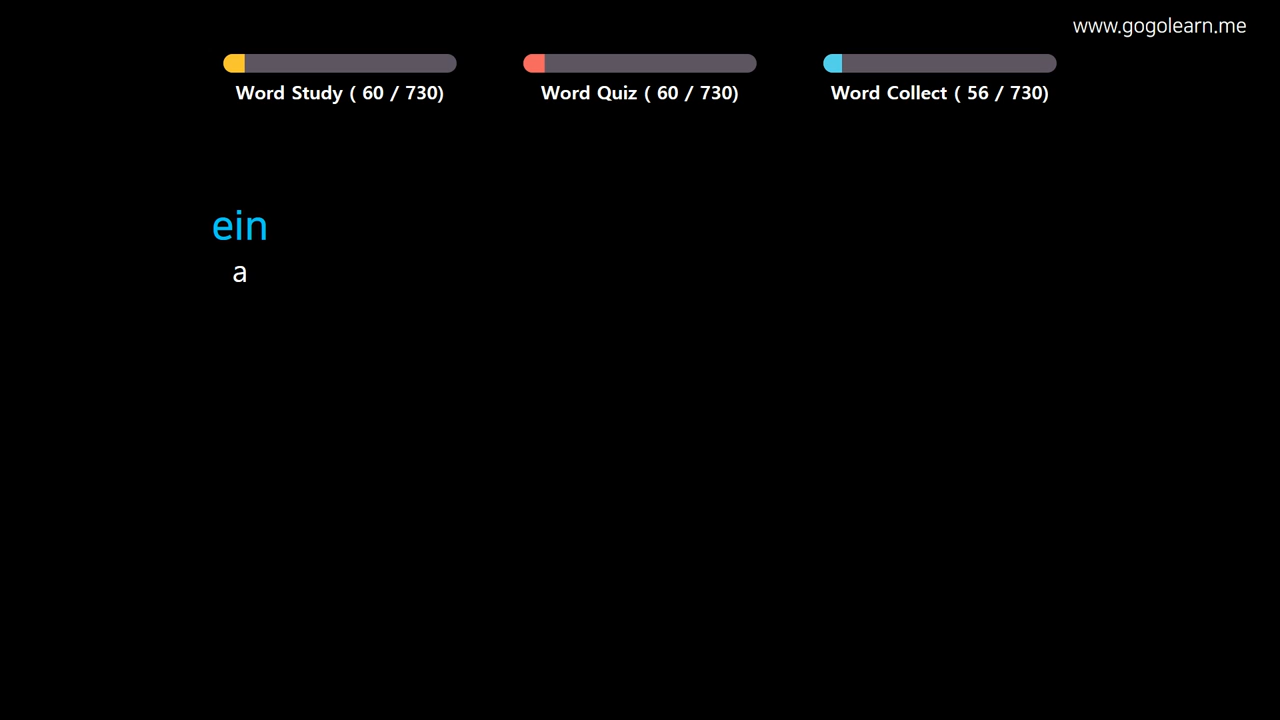 www.gogolearn.me
Word Study ( 60 / 730)
Word Quiz ( 60 / 730)
Word Collect ( 56 / 730)
ein
a